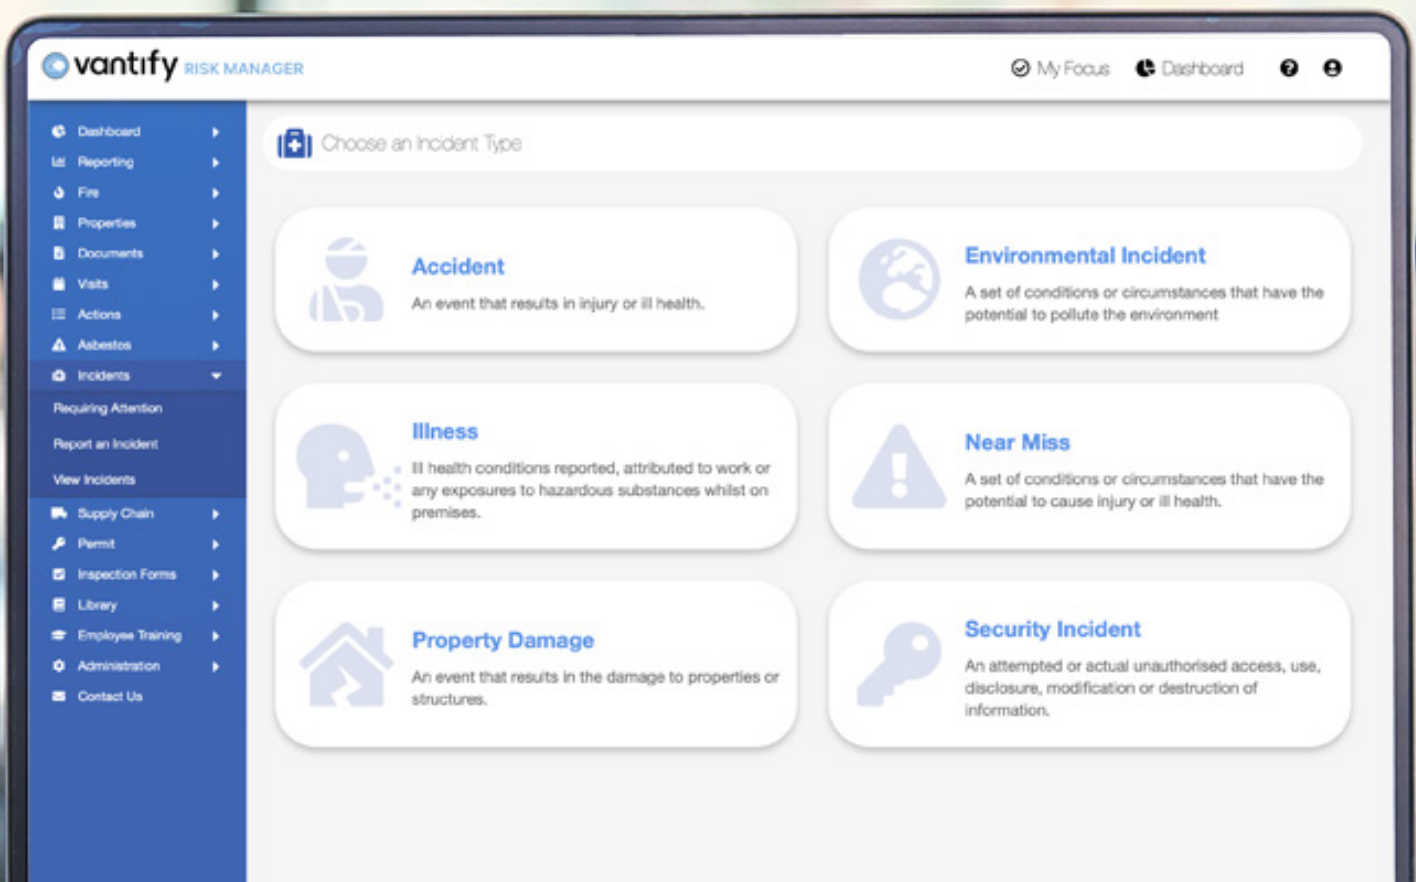 vantify RISK MANAGER
My Focus
Dashboard
Dashboard
Reporting
Fire
Properties
Documents
Visits
Actions
Asbestos
Incidents
Requiring Attention
Report an Incident
View Incidents
Supply Chain
Permit
Inspection Forms
Library
Employee Training
Administration
Contact Us
Choose an Incident Type
Accident
An event that results in injury or ill health.
Environmental Incident
A set of conditions or circumstances that have the
potential to pollute the environment
Illness
Ill health conditions reported, attributed to work or
any exposures to hazardous substances whilst on
premises.
Near Miss
A set of conditions or circumstances that have the
potential to cause injury or ill health.
Property Damage
An event that results in the damage to properties or
structures.
Security Incident
An attempted or actual unauthorised access, use,
disclosure, modification or destruction of
information.